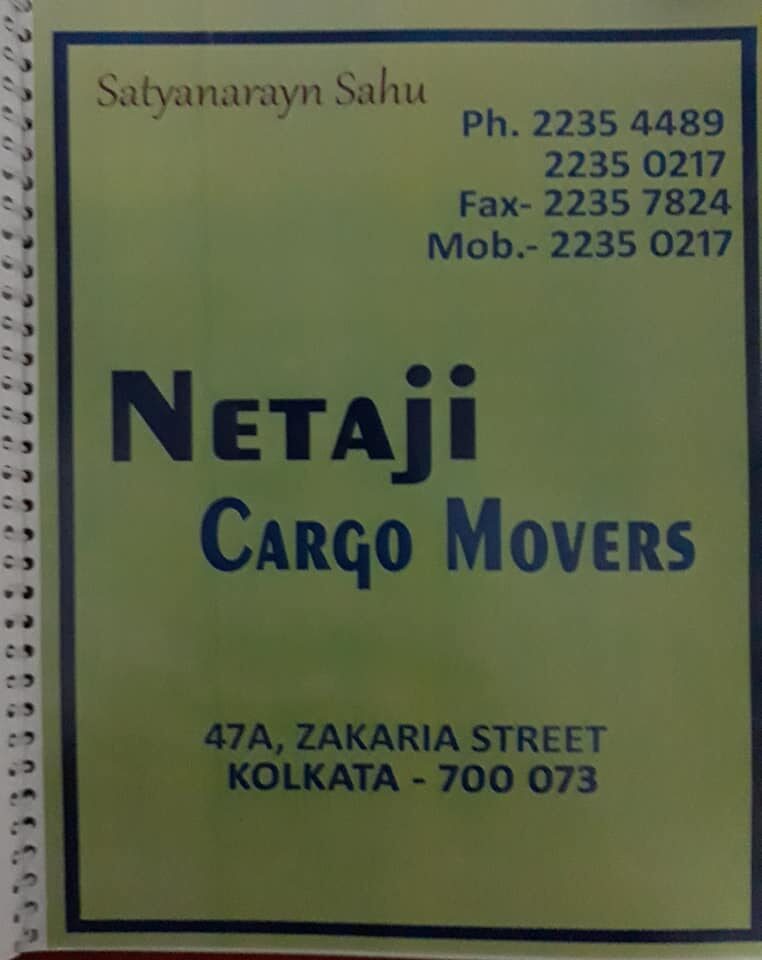 Satyanarayn Sahu
Ph. 2235 4489
2235 0217
Fax- 2235 7824
Mob.- 2235 0217
NETAji
CARGO MOVERS
47A, ZAKARIA STREET
KOLKATA - 700 073